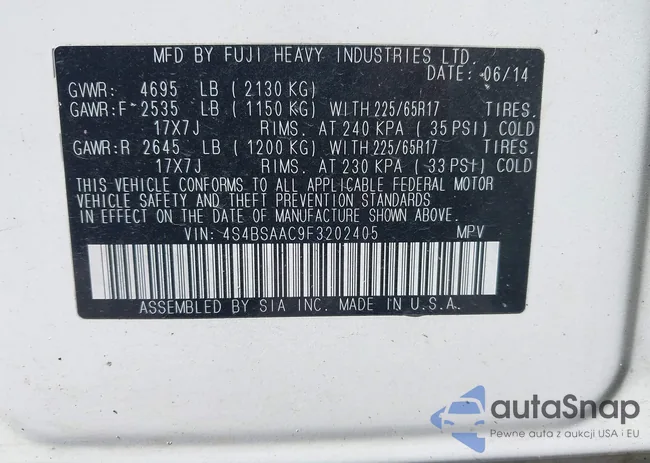 MFD BY FUJI HEAVY INDUSTRIES LTD.
DATE: 06/14
GVWR: 4695 LB (2130 KG)
GAWR:F 2535 LB (1150 KG) WITH 225/65R17 TIRES.
17X7J RIMS. AT 240 KPA (35 PSI) COLD
GAWR:R 2645 LB (1200 KG) WITH 225/65R17 TIRES.
17X7J RIMS. AT 230 KPA (33 PSI) COLD
THIS VEHICLE CONFORMS TO ALL APPLICABLE FEDERAL MOTOR
VEHICLE SAFETY AND THEFT PREVENTION STANDARDS
IN EFFECT ON THE DATE OF MANUFACTURE SHOWN ABOVE.
VIN: 4S4BSAAC9F3202405 MPV
ASSEMBLED BY SIA INC. MADE IN U.S.A.
autoSnap
Pewne auta z aukcji USA i EU